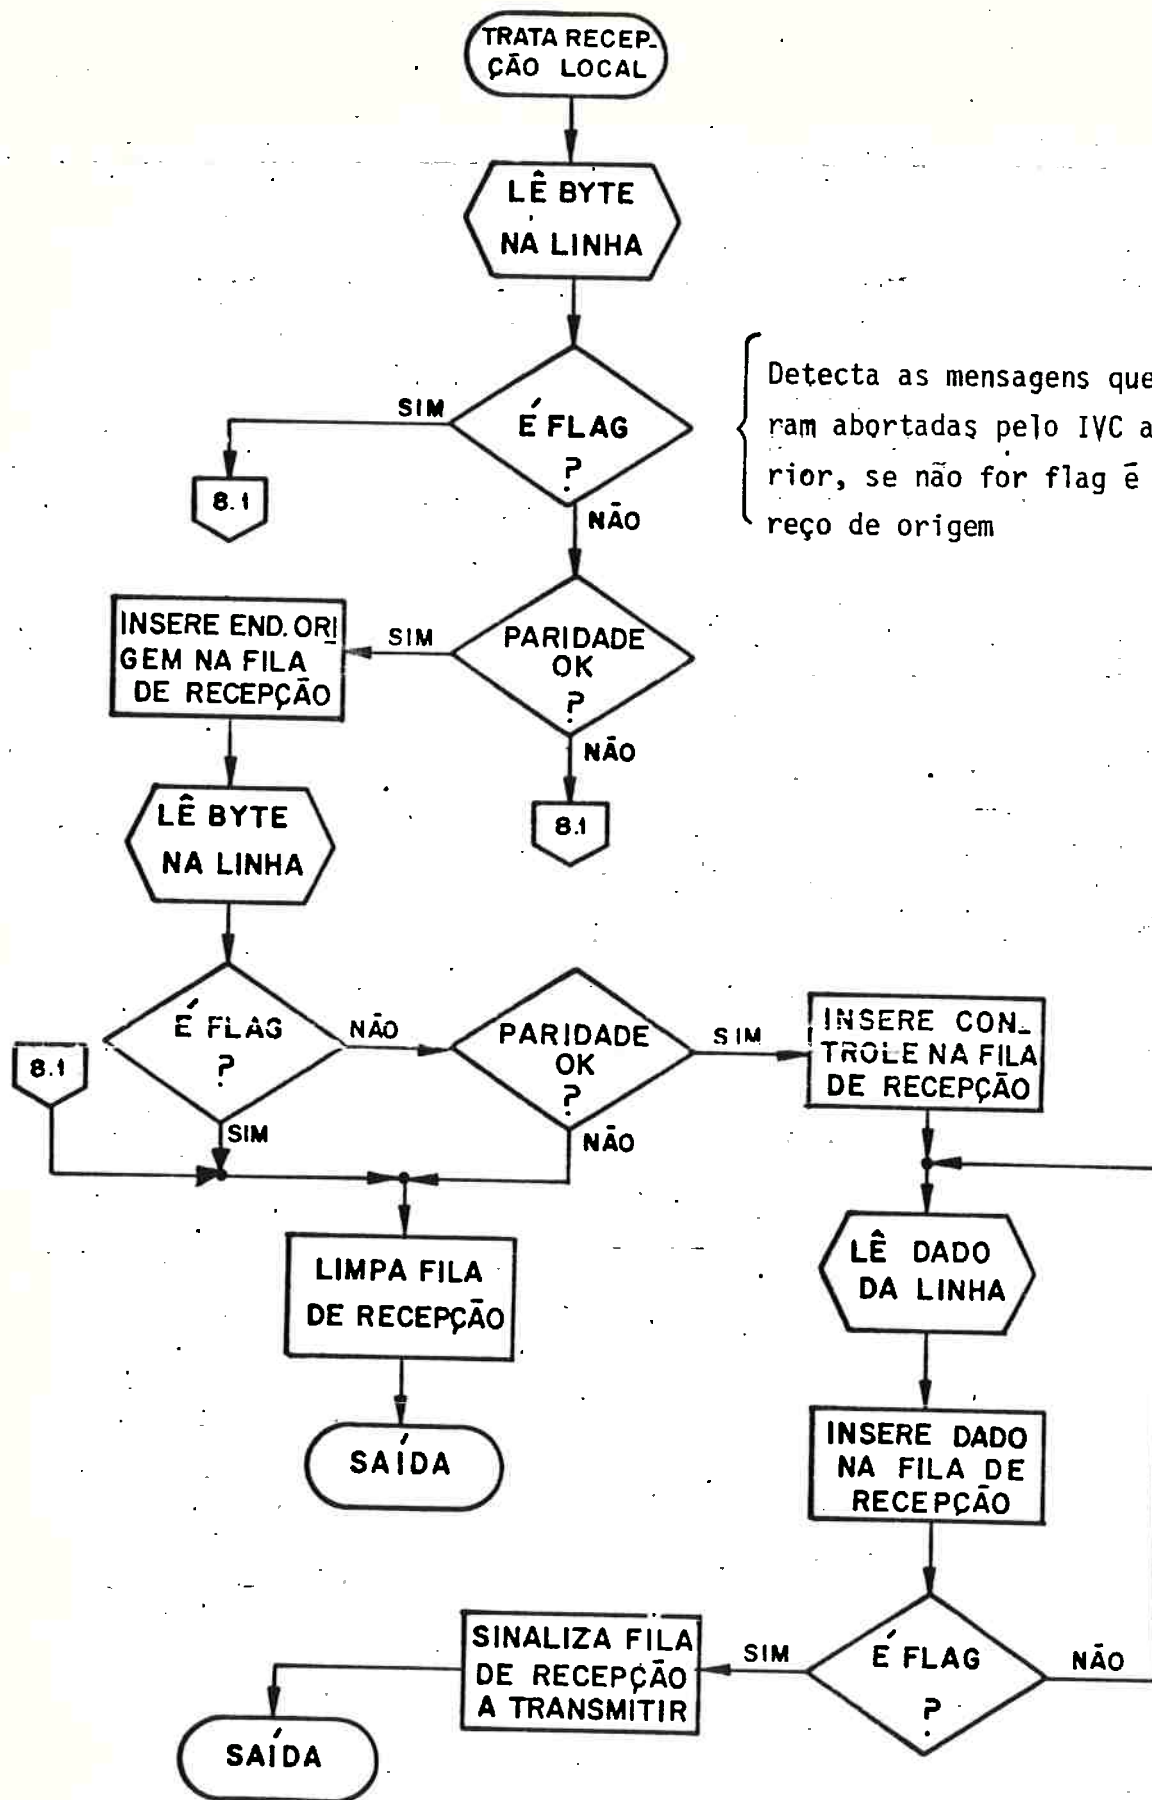 TRATA RECEP-
ÇÃO LOCAL
LÊ BYTE
NA LINHA
É FLAG
?
SIM
NÃO
8.1
Detecta as mensagens que
ram abortadas pelo IVC a
rior, se não for flag é
reço de origem
PARIDADE
OK
?
SIM
NÃO
8.1
INSERE END. ORI
GEM NA FILA
DE RECEPÇÃO
LÊ BYTE
NA LINHA
É FLAG
?
NÃO
SIM
8.1
PARIDADE
OK
?
SIM
NÃO
INSERE CON-
TROLE NA FILA
DE RECEPÇÃO
LIMPA FILA
DE RECEPÇÃO
SAÍDA
LÊ DADO
DA LINHA
INSERE DADO
NA FILA DE
RECEPÇÃO
É FLAG
?
SIM
NÃO
SINALIZA FILA
DE RECEPÇÃO
A TRANSMITIR
SAÍDA